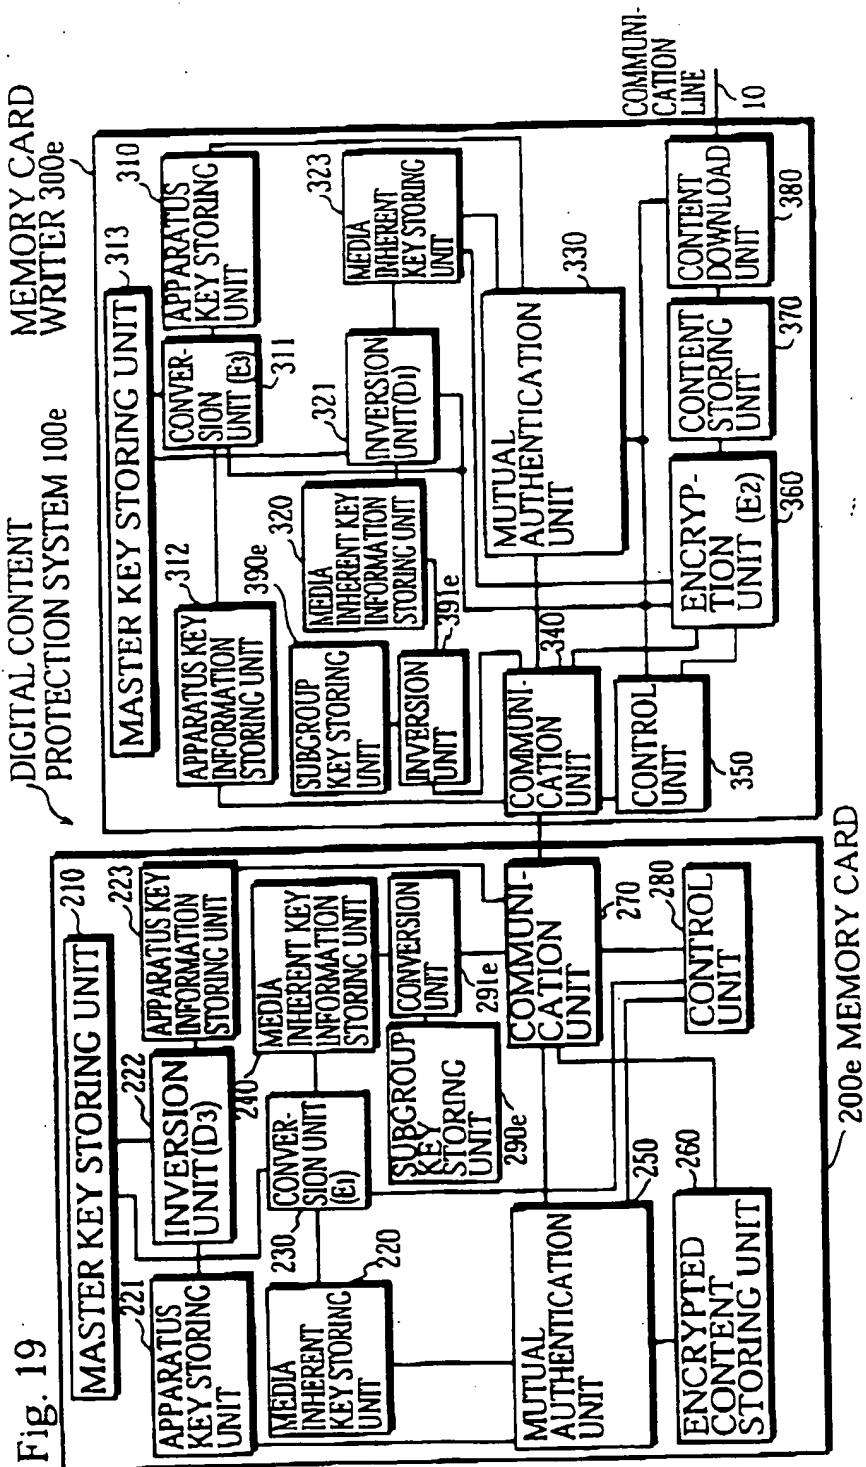 Fig. 19
DIGITAL CONTENT
PROTECTION SYSTEM 100e
MEMORY CARD
WRITER 300e
MASTER KEY STORING UNIT
210
221
APPARATUS
KEY STORING
UNIT
222
INVERSION
UNIT(D3)
223
APPARATUS KEY
INFORMATION
STORING UNIT
220
MEDIA
INHERENT
KEY STORING
UNIT
230
CONVER-
SION UNIT
(E1)
240
MEDIA
INHERENT KEY
INFORMATION
STORING UNIT
SUBGROUP
KEY
STORING
UNIT
290e
CONVERSION
UNIT
291e
MUTUAL
AUTHENTICATION
UNIT
250
COMMUNI-
CATION
UNIT
270
ENCRYPTED
CONTENT
STORING UNIT
260
CONTROL
UNIT
280
200e MEMORY CARD
MASTER KEY STORING UNIT
313
APPARATUS KEY
INFORMATION
STORING UNIT
312
CONVER-
SION
UNIT (E3)
311
APPARATUS
KEY STORING
UNIT
310
SUBGROUP
KEY STORING
UNIT
390e
MEDIA
INHERENT KEY
INFORMATION
STORING UNIT
320
INVERSION
UNIT(D1)
321
MEDIA
INHERENT
KEY STORING
UNIT
323
INVERSION
UNIT
391e
COMMUNI-
CATION
UNIT
340
MUTUAL
AUTHENTICATION
UNIT
330
CONTROL
UNIT
350
ENCRYP-
TION
UNIT (E2)
360
CONTENT
STORING
UNIT
370
CONTENT
DOWNLOAD
UNIT
380
COMMUNI-
CATION
LINE
10